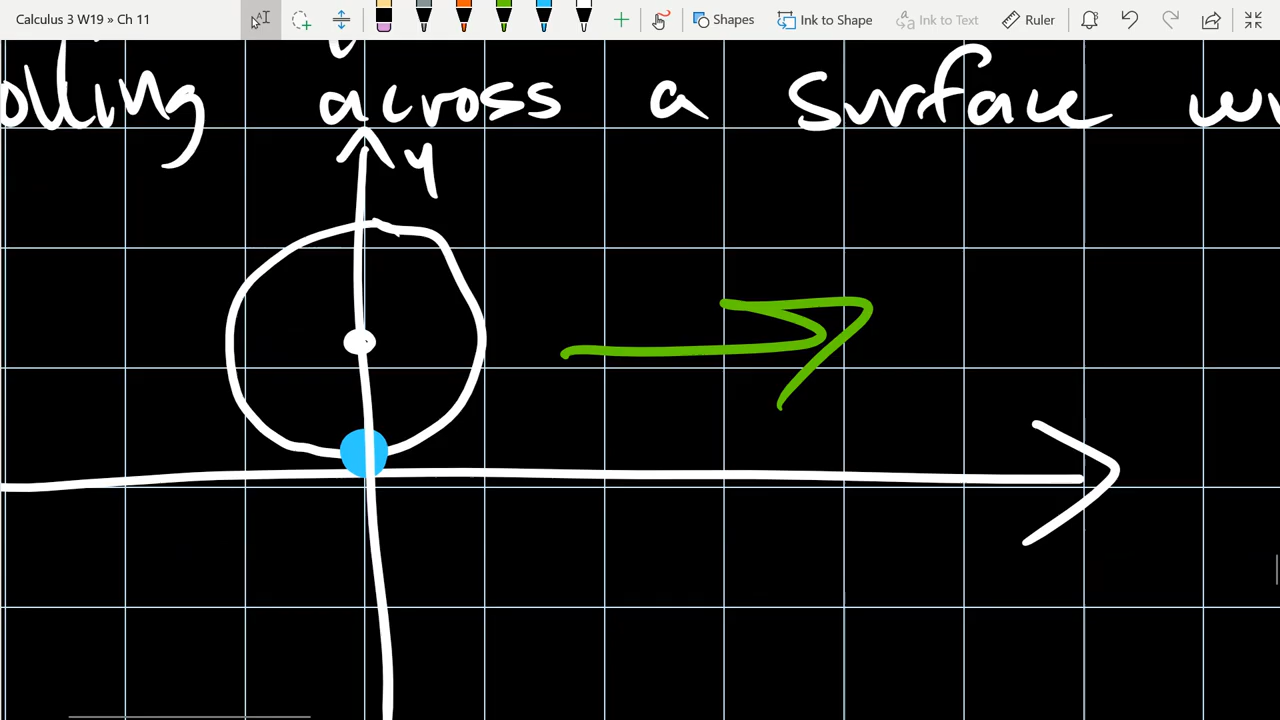 Calculus 3 W19 » Ch 11
Shapes
Ink to Shape
Ink to Text
Ruler
olling across a surface
y